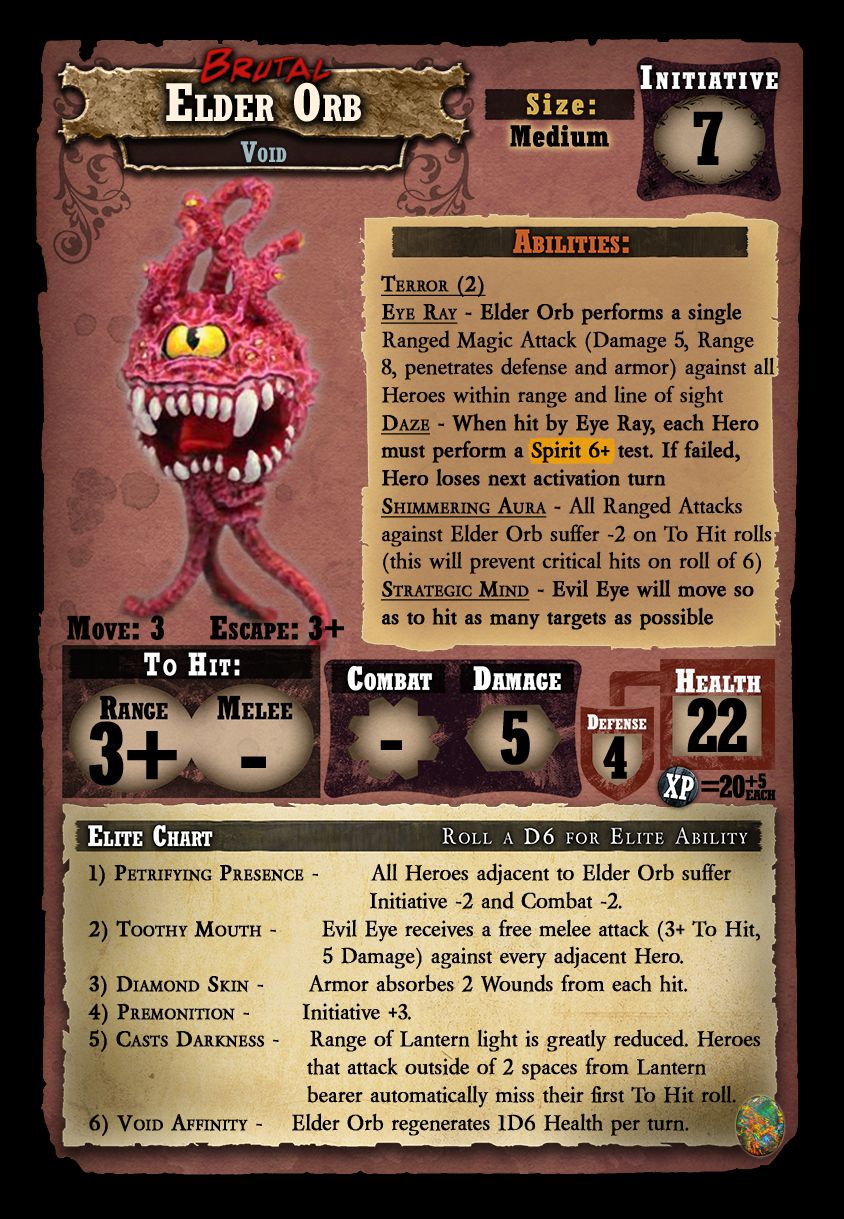 Brutal
Elder Orb
Void
Size:
Medium
Initiative
7
Abilities:
Terror (2)
Eye Ray - Elder Orb performs a single
Ranged Magic Attack (Damage 5, Range
8, penetrates defense and armor) against all
Heroes within range and line of sight
Daze - When hit by Eye Ray, each Hero
must perform a Spirit 6+ test. If failed,
Hero loses next activation turn
Shimmering Aura - All Ranged Attacks
against Elder Orb suffer -2 on To Hit rolls
(this will prevent critical hits on roll of 6)
Strategic Mind - Evil Eye will move so
as to hit as many targets as possible
Move: 3 Escape: 3+
To Hit:
Range Melee
3+ -
Combat
-
Damage
5
Defense
4
Health
22
XP =20 +5 EACH
Elite Chart Roll a D6 for Elite Ability
1) Petrifying Presence - All Heroes adjacent to Elder Orb suffer
Initiative -2 and Combat -2.
2) Toothy Mouth - Evil Eye receives a free melee attack (3+ To Hit,
5 Damage) against every adjacent Hero.
3) Diamond Skin - Armor absorbes 2 Wounds from each hit.
4) Premonition - Initiative +3.
5) Casts Darkness - Range of Lantern light is greatly reduced. Heroes
that attack outside of 2 spaces from Lantern
bearer automatically miss their first To Hit roll.
6) Void Affinity - Elder Orb regenerates 1D6 Health per turn.